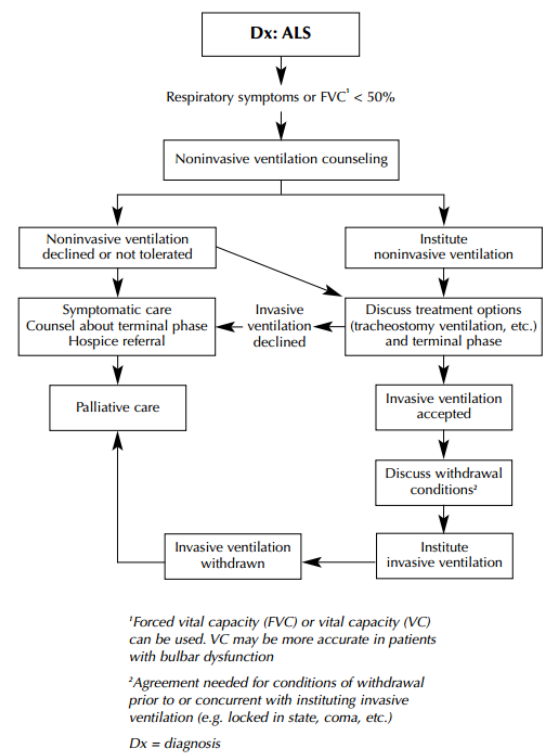 Dx: ALS
Respiratory symptoms or FVC¹ < 50%
Noninvasive ventilation counseling
Noninvasive ventilation
declined or not tolerated
Institute
noninvasive ventilation
Symptomatic care
Counsel about terminal phase
Hospice referral
Invasive
ventilation
declined
Discuss treatment options
(tracheostomy ventilation, etc.)
and terminal phase
Palliative care
Invasive ventilation
accepted
Discuss withdrawal
conditions²
Invasive ventilation
withdrawn
Institute
invasive ventilation
¹Forced vital capacity (FVC) or vital capacity (VC)
can be used. VC may be more accurate in patients
with bulbar dysfunction
²Agreement needed for conditions of withdrawal
prior to or concurrent with instituting invasive
ventilation (e.g. locked in state, coma, etc.)
Dx = diagnosis